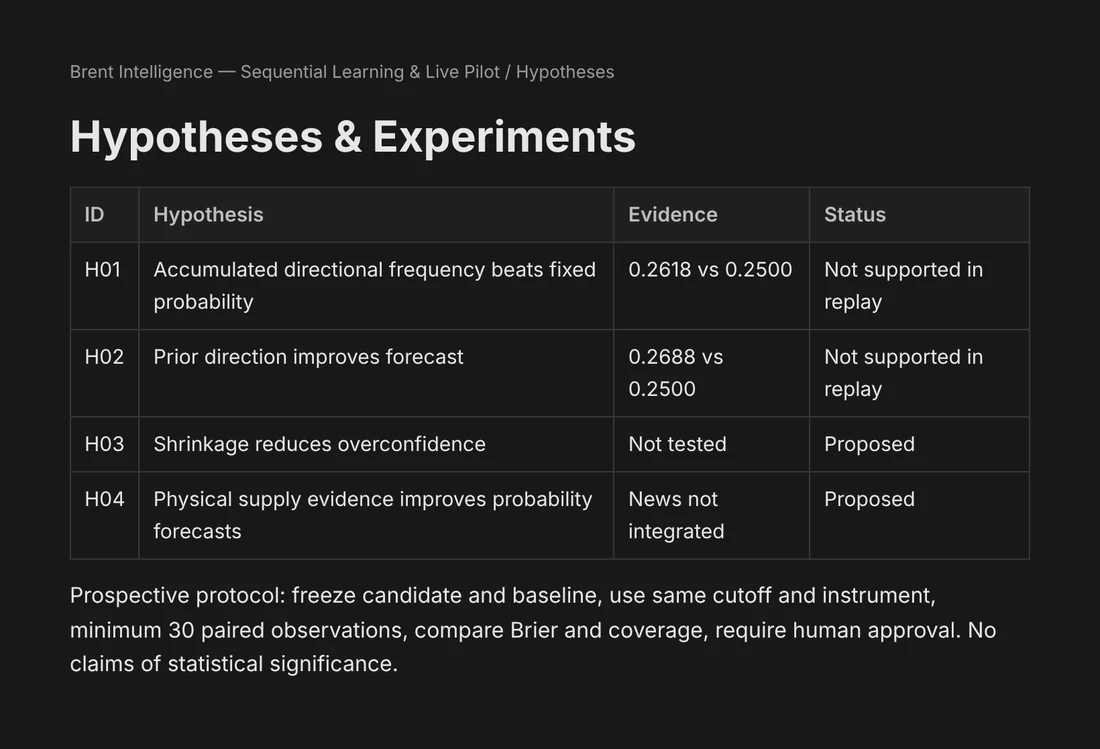 Brent Intelligence — Sequential Learning & Live Pilot / Hypotheses
Hypotheses & Experiments
ID Hypothesis Evidence Status
H01 Accumulated directional frequency beats fixed 0.2618 vs 0.2500 Not supported in
probability replay
H02 Prior direction improves forecast 0.2688 vs Not supported in
0.2500 replay
H03 Shrinkage reduces overconfidence Not tested Proposed
H04 Physical supply evidence improves probability News not Proposed
forecasts integrated
Prospective protocol: freeze candidate and baseline, use same cutoff and instrument,
minimum 30 paired observations, compare Brier and coverage, require human approval. No
claims of statistical significance.